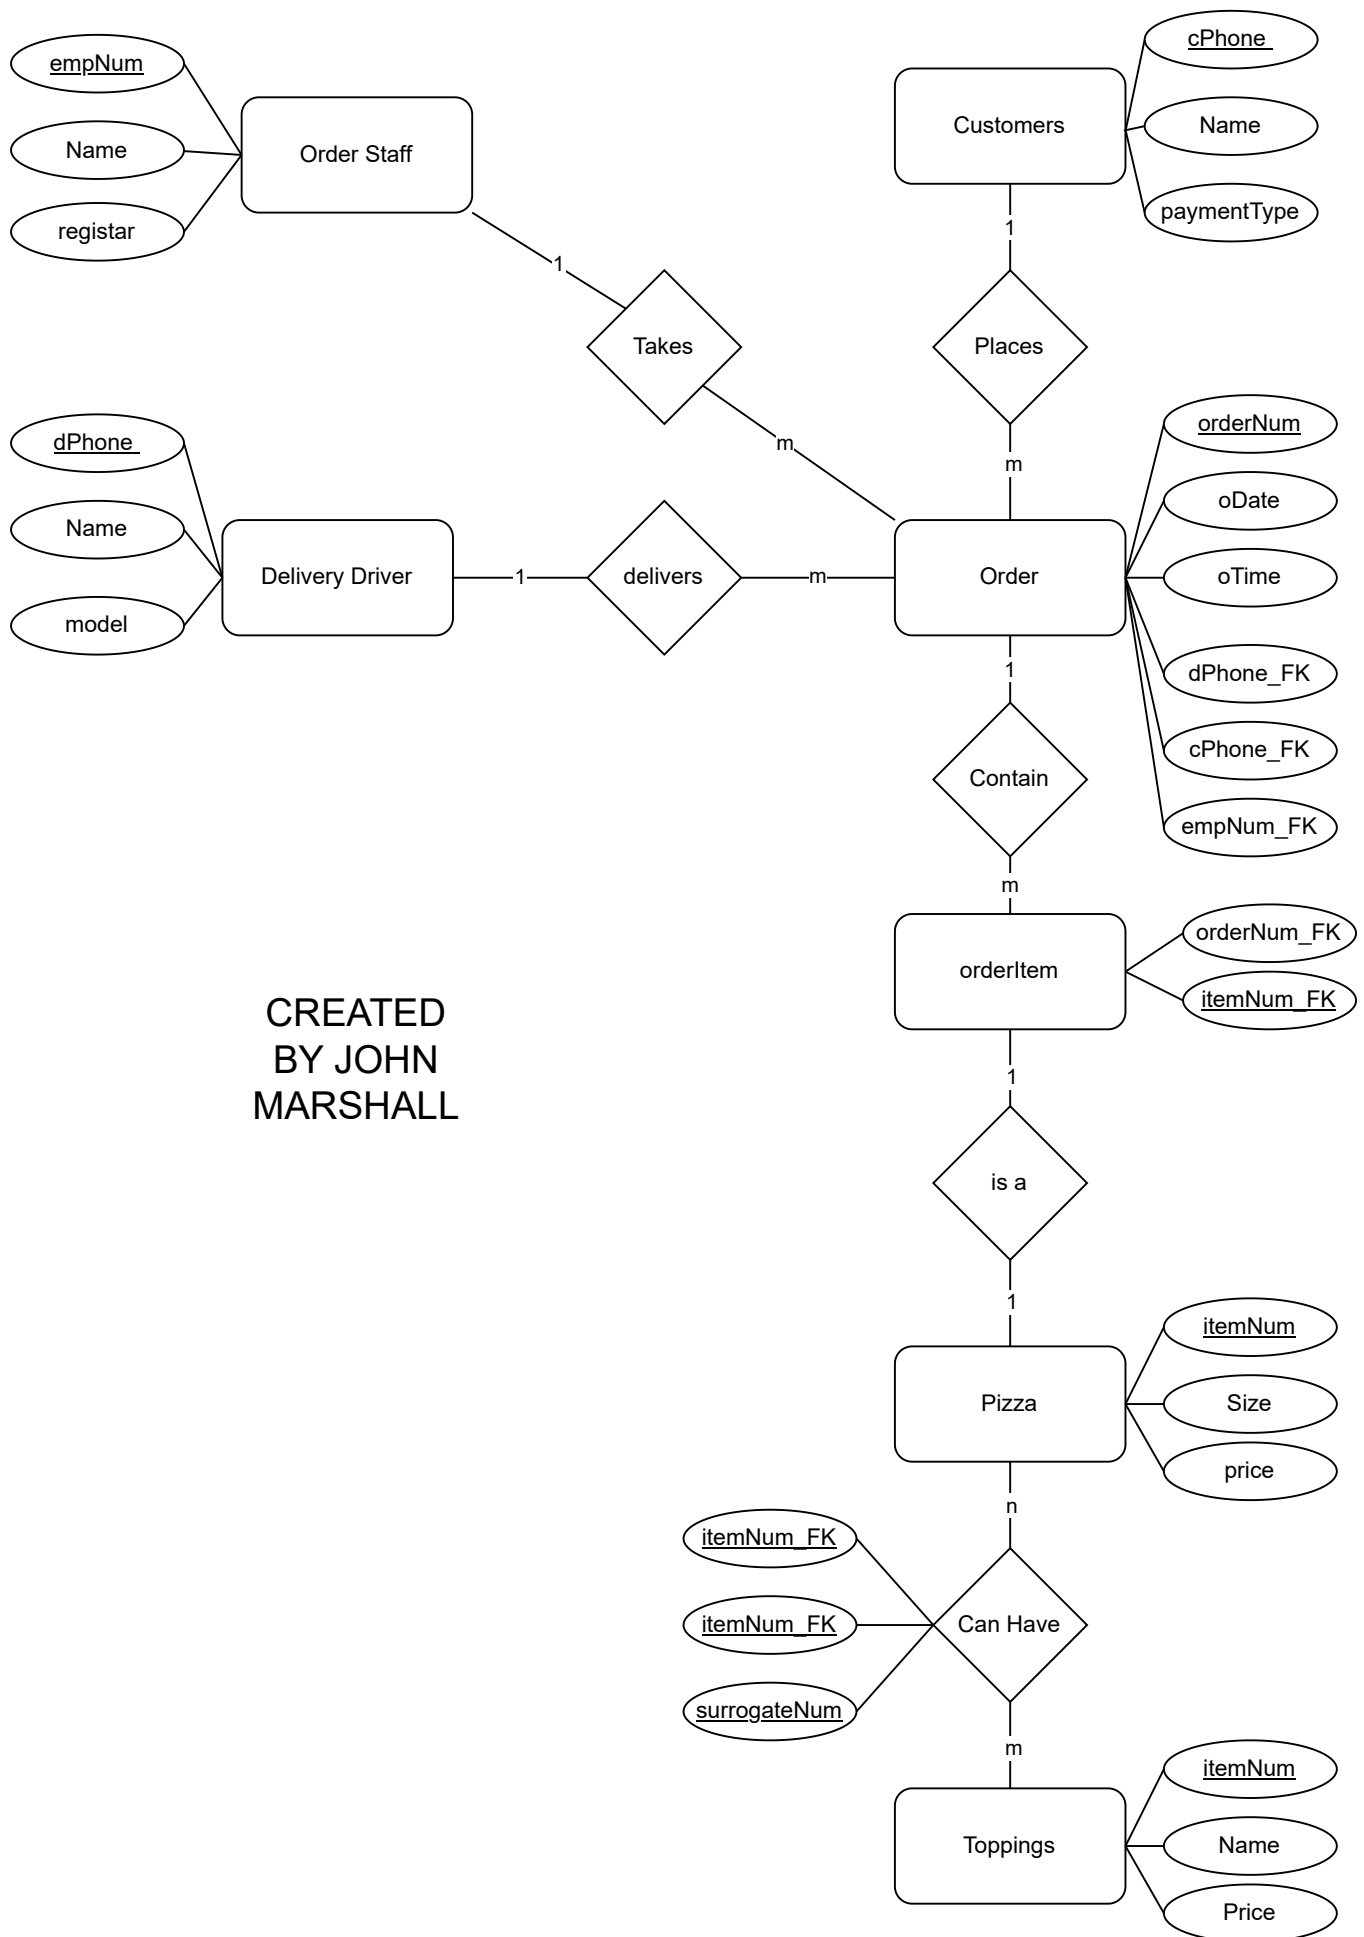 empNum
Name
registar
Order Staff
cPhone
Name
paymentType
Customers
1
1
Takes
Places
m
m
dPhone
Name
model
Delivery Driver
1
delivers
m
Order
orderNum
oDate
oTime
dPhone_FK
cPhone_FK
empNum_FK
1
Contain
m
orderItem
orderNum_FK
itemNum_FK
CREATED
BY JOHN
MARSHALL
1
is a
1
Pizza
itemNum
Size
price
n
itemNum_FK
itemNum_FK
surrogateNum
Can Have
m
Toppings
itemNum
Name
Price